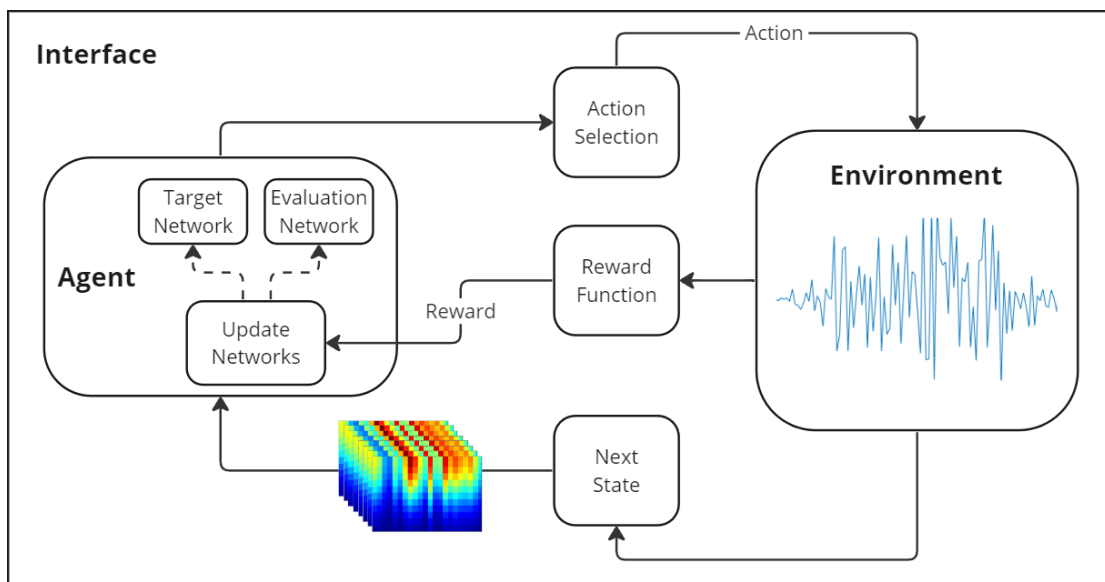 Interface
Action
Action
Selection
Environment
Target
Network
Evaluation
Network
Agent
Update
Networks
Reward
Reward
Function
Next
State